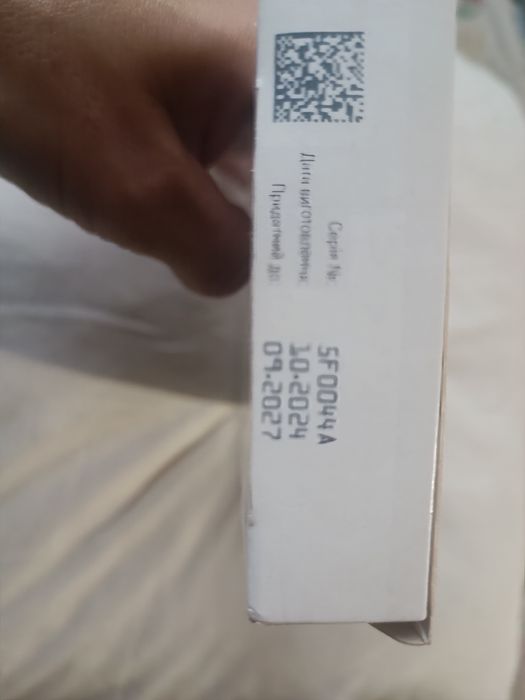 Серія №: 5F0044A
Дата виготовлення: 10.2024
Придатний до: 09.2027